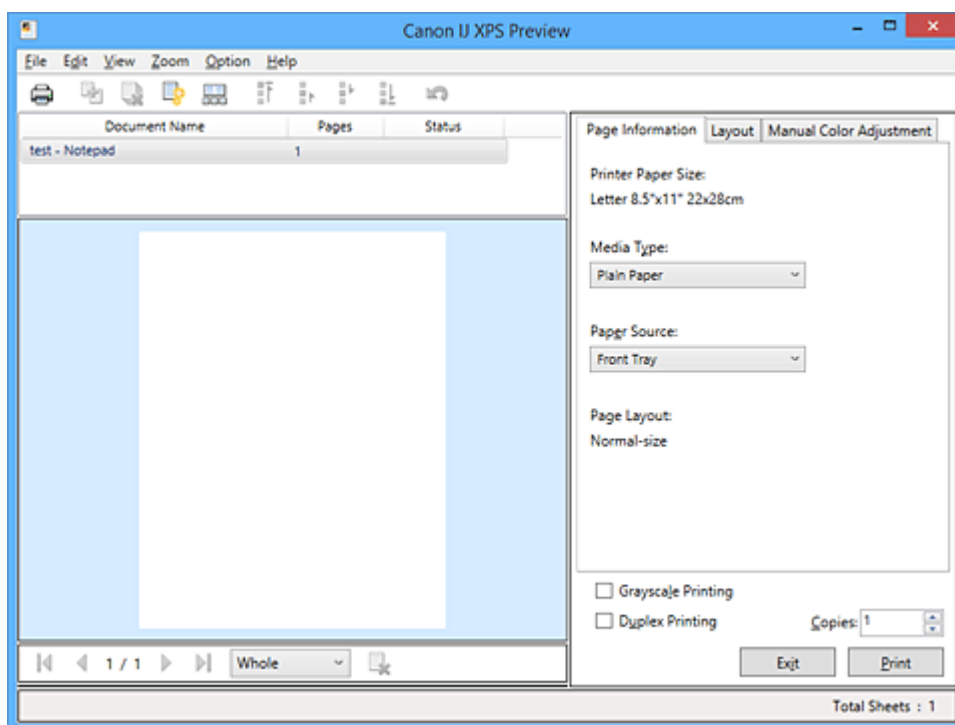 Canon IJ XPS Preview
File Edit View Zoom Option Help
Document Name Pages Status
test - Notepad 1
Page Information Layout Manual Color Adjustment
Printer Paper Size:
Letter 8.5"x11" 22x28cm
Media Type:
Plain Paper
Paper Source:
Front Tray
Page Layout:
Normal-size
Grayscale Printing
Duplex Printing Copies: 1
1 / 1 Whole Exit Print
Total Sheets : 1